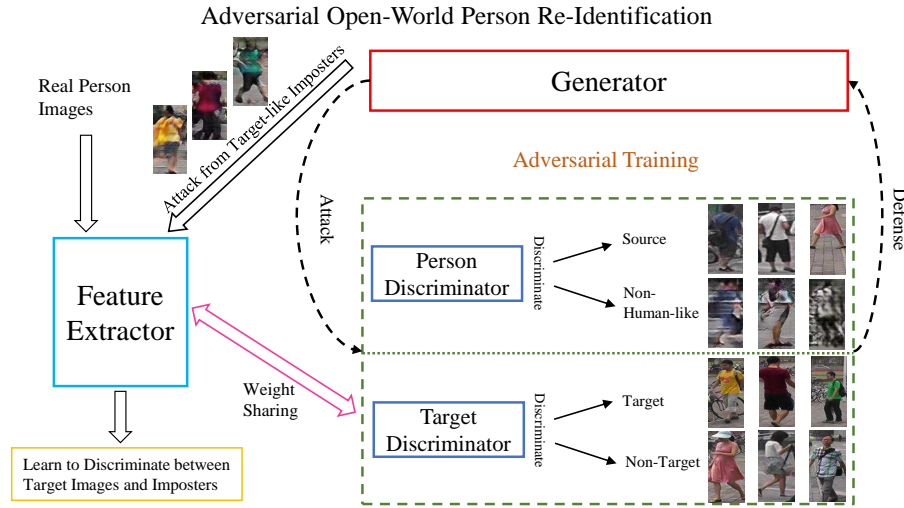 Adversarial Open-World Person Re-Identification
Real Person
Images
Attack from Target-like Imposters
Generator
Adversarial Training
Attack
Defense
Person
Discriminator
Discriminate
Source
Non-
Human-like
Feature
Extractor
Weight
Sharing
Target
Discriminator
Discriminate
Target
Non-Target
Learn to Discriminate between
Target Images and Imposters